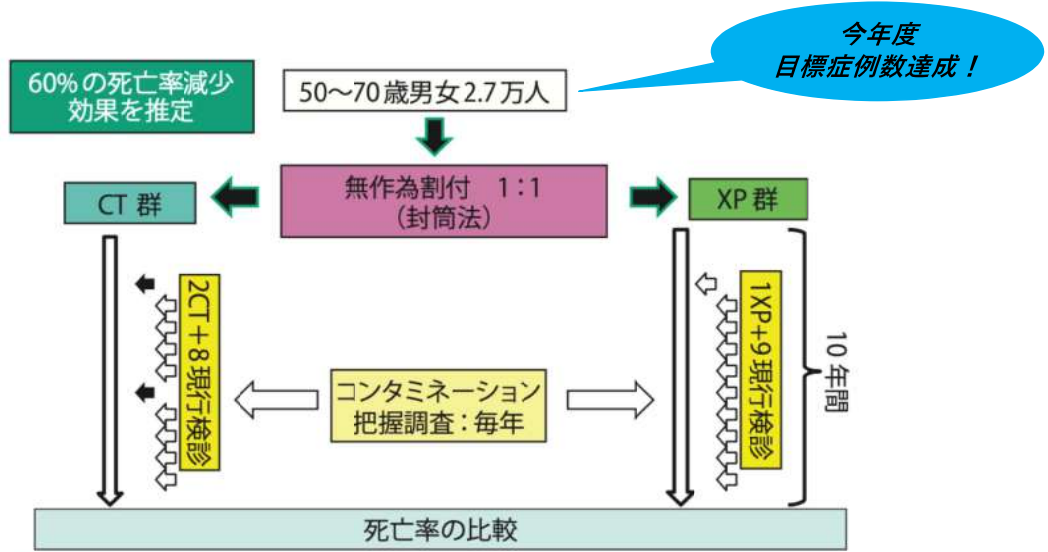 今年度
目標症例数達成！
60%の死亡率減少
効果を推定
50～70歳男女2.7万人
無作為割付　1：1
（封筒法）
CT 群
XP 群
2CT＋8現行検診
1XP+9現行検診
10年間
コンタミネーション
把握調査：毎年
死亡率の比較